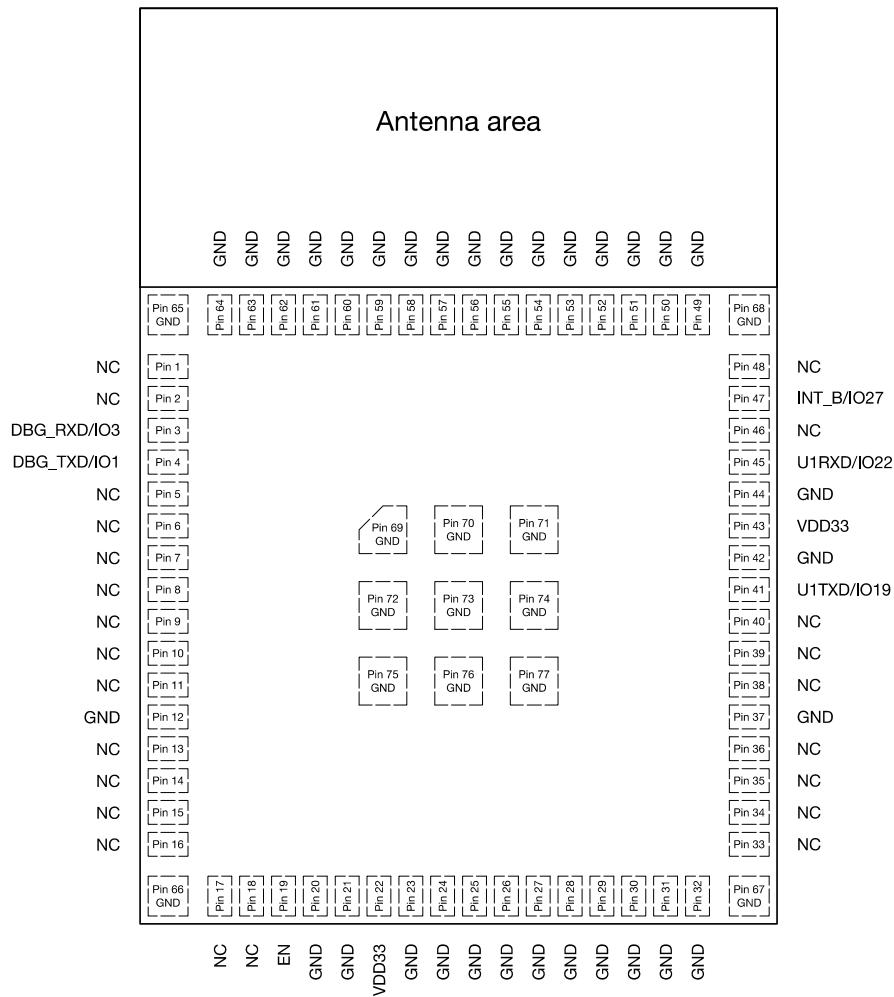 Antenna area
GND GND GND GND GND GND GND GND GND GND GND GND GND GND GND GND
Pin 65 GND Pin 64 Pin 63 Pin 62 Pin 61 Pin 60 Pin 59 Pin 58 Pin 57 Pin 56 Pin 55 Pin 54 Pin 53 Pin 52 Pin 51 Pin 50 Pin 49 Pin 68 GND
NC Pin 1 Pin 48 NC
NC Pin 2 Pin 47 INT_B/IO27
DBG_RXD/IO3 Pin 3 Pin 46 NC
DBG_TXD/IO1 Pin 4 Pin 45 U1RXD/IO22
NC Pin 5 Pin 44 GND
NC Pin 6 Pin 69 GND Pin 70 GND Pin 71 GND Pin 43 VDD33
NC Pin 7 Pin 42 GND
NC Pin 8 Pin 72 GND Pin 73 GND Pin 74 GND Pin 41 U1TXD/IO19
NC Pin 9 Pin 40 NC
NC Pin 10 Pin 39 NC
NC Pin 11 Pin 75 GND Pin 76 GND Pin 77 GND Pin 38 NC
GND Pin 12 Pin 37 GND
NC Pin 13 Pin 36 NC
NC Pin 14 Pin 35 NC
NC Pin 15 Pin 34 NC
NC Pin 16 Pin 33 NC
Pin 66 GND Pin 17 Pin 18 Pin 19 Pin 20 Pin 21 Pin 22 Pin 23 Pin 24 Pin 25 Pin 26 Pin 27 Pin 28 Pin 29 Pin 30 Pin 31 Pin 32 Pin 67 GND
NC NC EN GND GND VDD33 GND GND GND GND GND GND GND GND GND GND